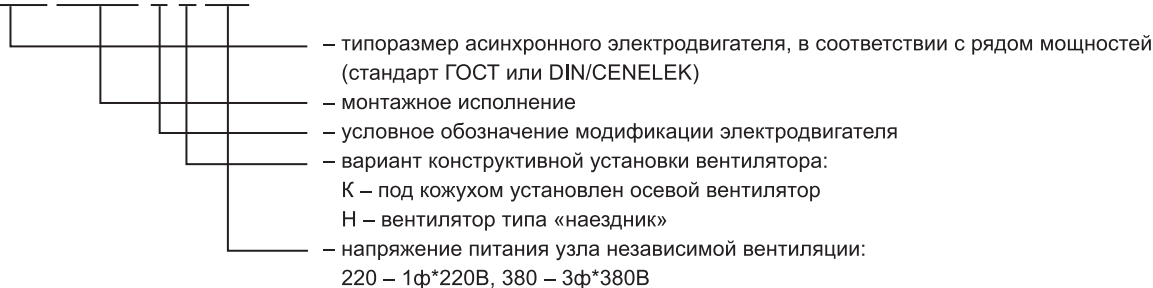 – типоразмер асинхронного электродвигателя, в соответствии с рядом мощностей
(стандарт ГОСТ или DIN/CENELEK)
– монтажное исполнение
– условное обозначение модификации электродвигателя
– вариант конструктивной установки вентилятора:
К – под кожухом установлен осевой вентилятор
Н – вентилятор типа «наездник»
– напряжение питания узла независимой вентиляции:
220 – 1ф*220В, 380 – 3ф*380В